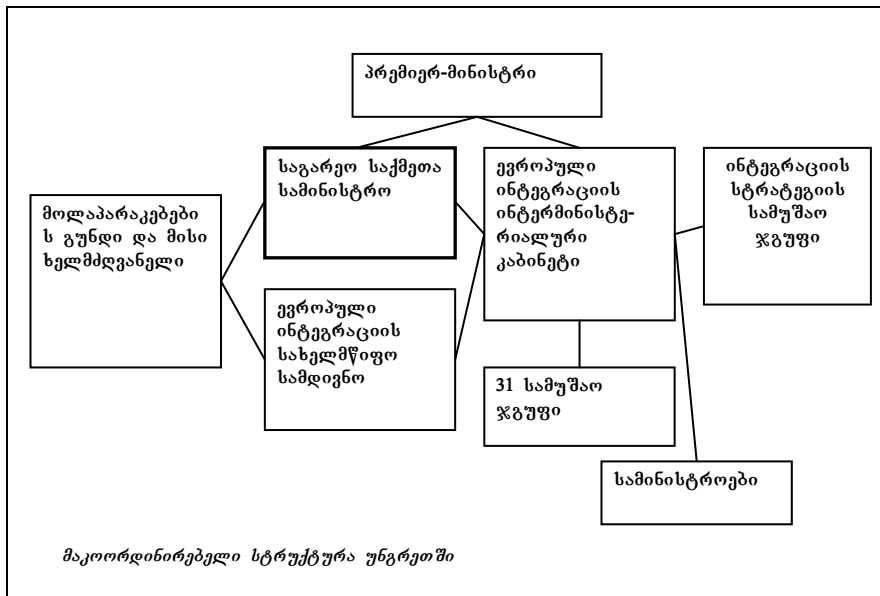 პრემიერ-მინისტრი
საგარეო საქმეთა
სამინისტრო
ევროპული
ინტეგრაციის
ინტერმინისტე-
რიალური
კაბინეტი
ინტეგრაციის
სტრატეგიის
სამუშაო
ჯგუფი
მოლაპარაკებები
ს გუნდი და მისი
ხელმძღვანელი
ევროპული
ინტეგრაციის
სახელმწიფო
სამდივნო
31 სამუშაო
ჯგუფი
სამინისტროები
მაკოორდინირებელი სტრუქტურა უნგრეთში